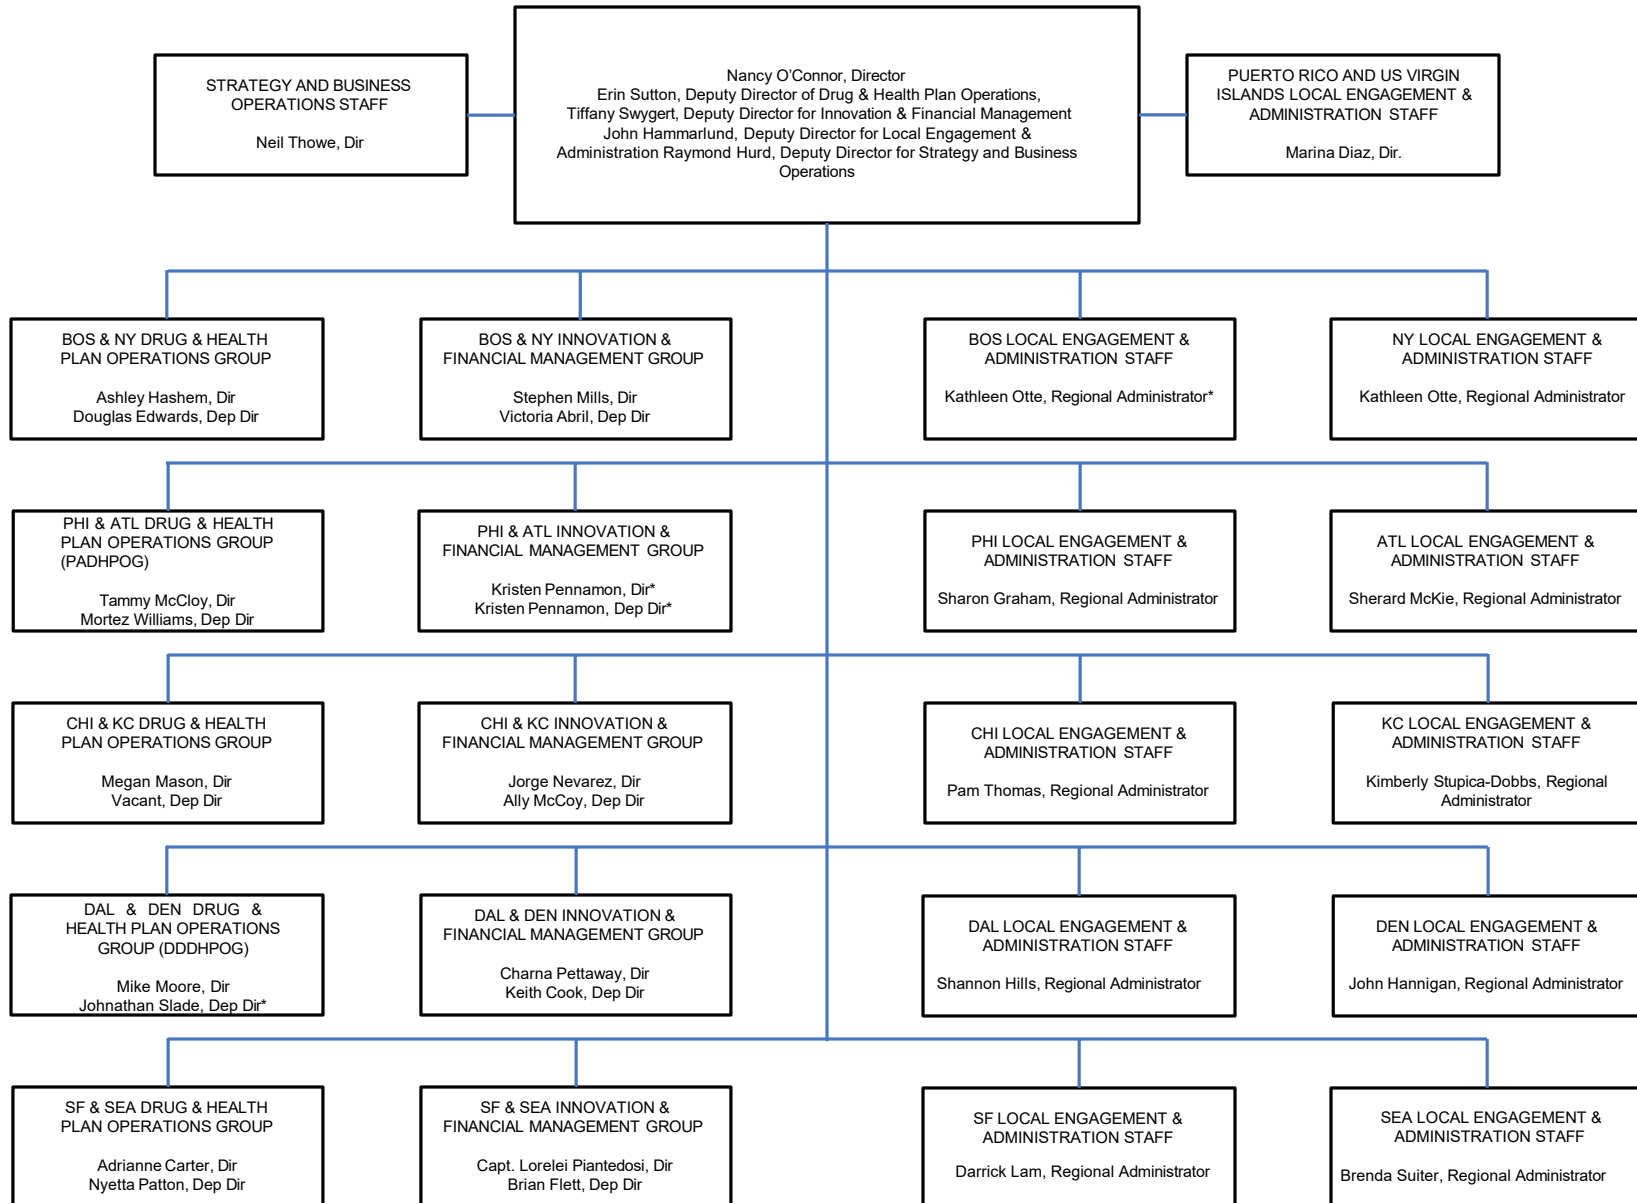 STRATEGY AND BUSINESS
OPERATIONS STAFF
Neil Thowe, Dir
Nancy O’Connor, Director
Erin Sutton, Deputy Director of Drug & Health Plan Operations,
Tiffany Swygert, Deputy Director for Innovation & Financial Management
John Hammarlund, Deputy Director for Local Engagement &
Administration Raymond Hurd, Deputy Director for Strategy and Business
Operations
PUERTO RICO AND US VIRGIN
ISLANDS LOCAL ENGAGEMENT &
ADMINISTRATION STAFF
Marina Diaz, Dir.
BOS & NY DRUG & HEALTH
PLAN OPERATIONS GROUP
Ashley Hashem, Dir
Douglas Edwards, Dep Dir
BOS & NY INNOVATION &
FINANCIAL MANAGEMENT GROUP
Stephen Mills, Dir
Victoria Abril, Dep Dir
BOS LOCAL ENGAGEMENT &
ADMINISTRATION STAFF
Kathleen Otte, Regional Administrator*
NY LOCAL ENGAGEMENT &
ADMINISTRATION STAFF
Kathleen Otte, Regional Administrator
PHI & ATL DRUG & HEALTH
PLAN OPERATIONS GROUP
(PADHPOG)
Tammy McCloy, Dir
Mortez Williams, Dep Dir
PHI & ATL INNOVATION &
FINANCIAL MANAGEMENT GROUP
Kristen Pennamon, Dir*
Kristen Pennamon, Dep Dir*
PHI LOCAL ENGAGEMENT &
ADMINISTRATION STAFF
Sharon Graham, Regional Administrator
ATL LOCAL ENGAGEMENT &
ADMINISTRATION STAFF
Sherard McKie, Regional Administrator
CHI & KC DRUG & HEALTH
PLAN OPERATIONS GROUP
Megan Mason, Dir
Vacant, Dep Dir
CHI & KC INNOVATION &
FINANCIAL MANAGEMENT GROUP
Jorge Nevarez, Dir
Ally McCoy, Dep Dir
CHI LOCAL ENGAGEMENT &
ADMINISTRATION STAFF
Pam Thomas, Regional Administrator
KC LOCAL ENGAGEMENT &
ADMINISTRATION STAFF
Kimberly Stupica-Dobbs, Regional
Administrator
DAL & DEN DRUG &
HEALTH PLAN OPERATIONS
GROUP (DDDHPOG)
Mike Moore, Dir
Johnathan Slade, Dep Dir*
DAL & DEN INNOVATION &
FINANCIAL MANAGEMENT GROUP
Charna Pettaway, Dir
Keith Cook, Dep Dir
DAL LOCAL ENGAGEMENT &
ADMINISTRATION STAFF
Shannon Hills, Regional Administrator
DEN LOCAL ENGAGEMENT &
ADMINISTRATION STAFF
John Hannigan, Regional Administrator
SF & SEA DRUG & HEALTH
PLAN OPERATIONS GROUP
Adrianne Carter, Dir
Nyetta Patton, Dep Dir
SF & SEA INNOVATION &
FINANCIAL MANAGEMENT GROUP
Capt. Lorelei Piantedosi, Dir
Brian Flett, Dep Dir
SF LOCAL ENGAGEMENT &
ADMINISTRATION STAFF
Darrick Lam, Regional Administrator
SEA LOCAL ENGAGEMENT &
ADMINISTRATION STAFF
Brenda Suiter, Regional Administrator